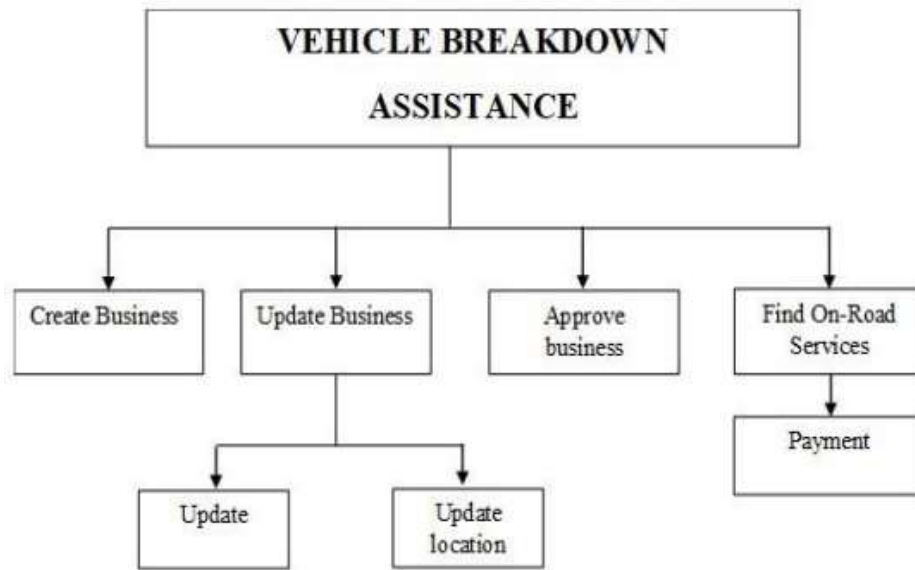 VEHICLE BREAKDOWN
ASSISTANCE
Create Business
Update Business
Approve
business
Find On-Road
Services
Payment
Update
Update
location